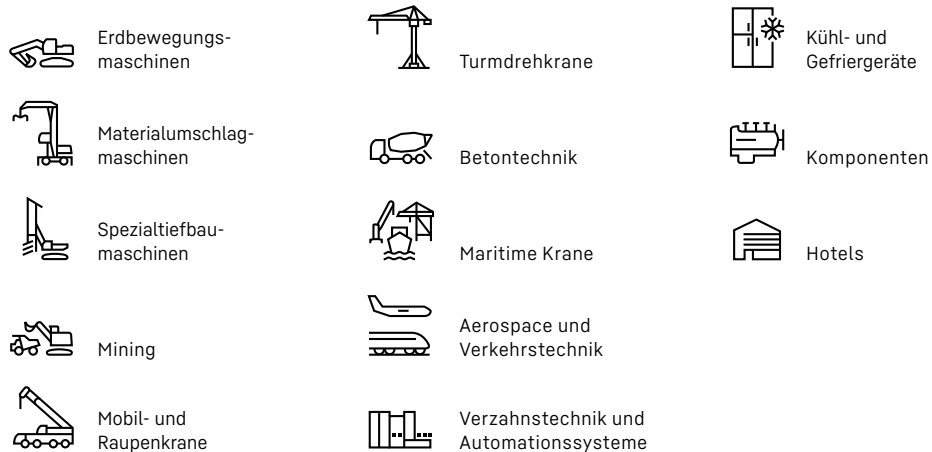 Erdbewegungs-
maschinen
Materialumschlag-
maschinen
Spezialtiefbau-
maschinen
Mining
Mobil- und
Raupenkrane
Turmdrehkrane
Betontechnik
Maritime Krane
Aerospace und
Verkehrstechnik
Verzahntechnik und
Automationssysteme
Kühl- und
Gefriergeräte
Komponenten
Hotels